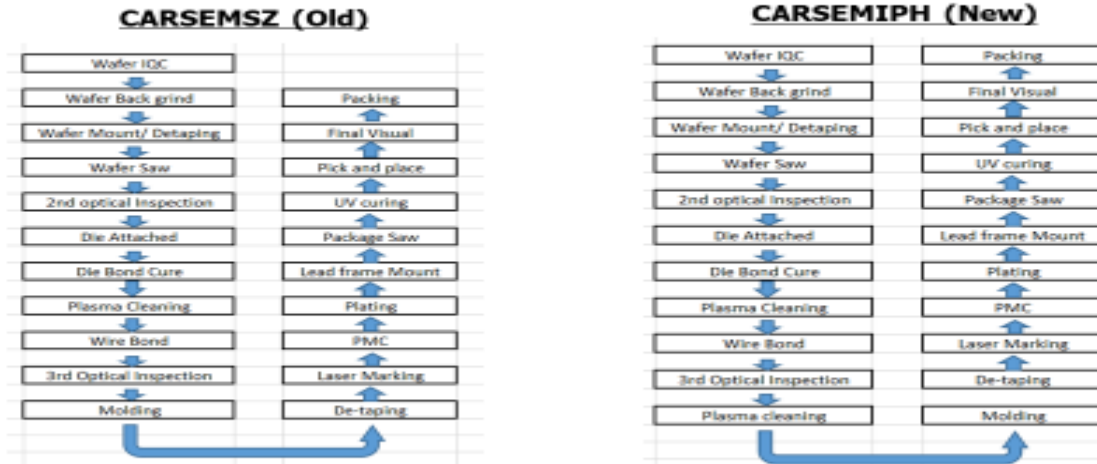 CARSEMSZ (Old)
Wafer IQC
Wafer Back grind
Wafer Mount/ Detaping
Wafer Saw
2nd optical Inspection
Die Attached
Die Bond Cure
Plasma Cleaning
Wire Bond
3rd Optical Inspection
Molding
Packing
Final Visual
Pick and place
UV curing
Package Saw
Lead frame Mount
Plating
PMC
Laser Marking
De-taping
CARSEMIPH (New)
Wafer IQC
Wafer Back grind
Wafer Mount/ Detaping
Wafer Saw
2nd optical Inspection
Die Attached
Die Bond Cure
Plasma Cleaning
Wire Bond
3rd Optical Inspection
Plasma cleaning
Packing
Final Visual
Pick and place
UV curing
Package Saw
Lead frame Mount
Plating
PMC
Laser Marking
De-taping
Molding